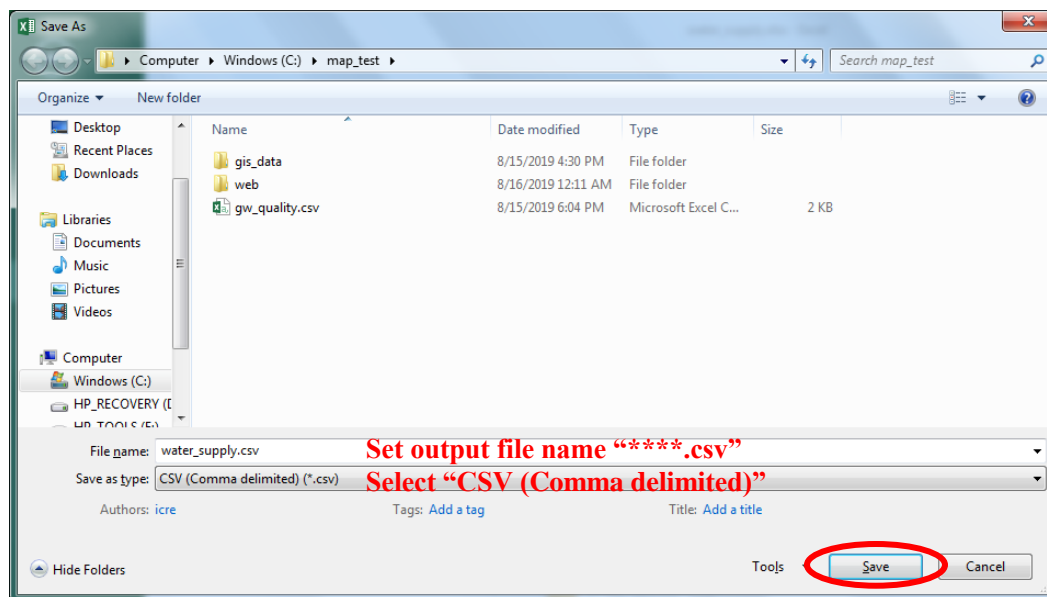 Save As
Computer Windows (C:) map_test Search map_test
Organize New folder
Name Date modified Type Size
Desktop
Recent Places
Downloads
Libraries
Documents
Music
Pictures
Videos
Computer
Windows (C:)
HP_RECOVERY (D
HP_TOOLS (E:)
gis_data 8/15/2019 4:30 PM File folder
web 8/16/2019 12:11 AM File folder
gw_quality.csv 8/15/2019 6:04 PM Microsoft Excel C... 2 KB
File name: water_supply.csv Set output file name “****.csv”
Save as type: CSV (Comma delimited) (*.csv) Select “CSV (Comma delimited)”
Authors: icre Tags: Add a tag Title: Add a title
Hide Folders Tools Save Cancel